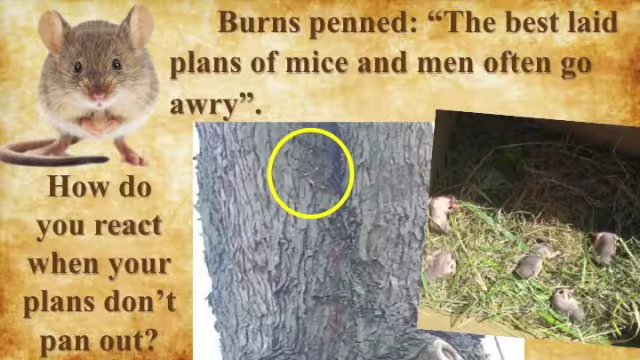 Burns penned: “The best laid
plans of mice and men often go
awry”.
How do
you react
when your
plans don’t
pan out?